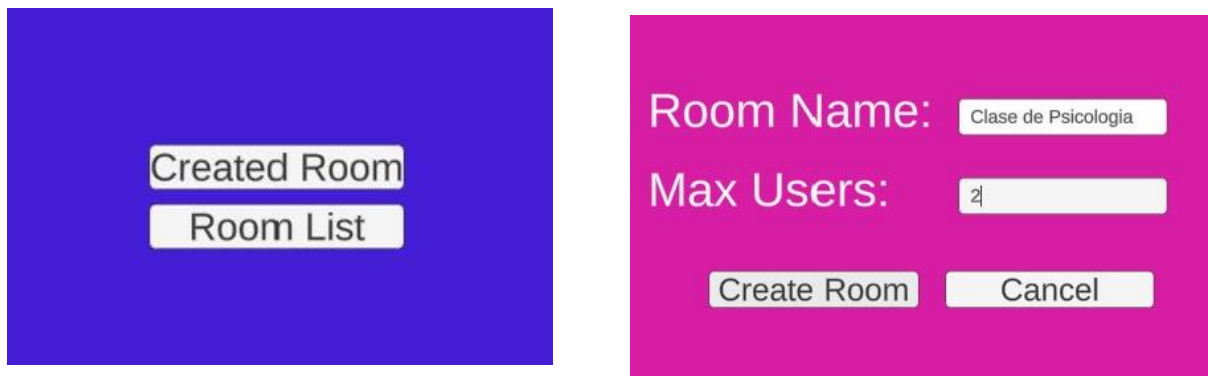 Created Room
Room List
Room Name: Clase de Psicologia
Max Users: 2
Create Room Cancel